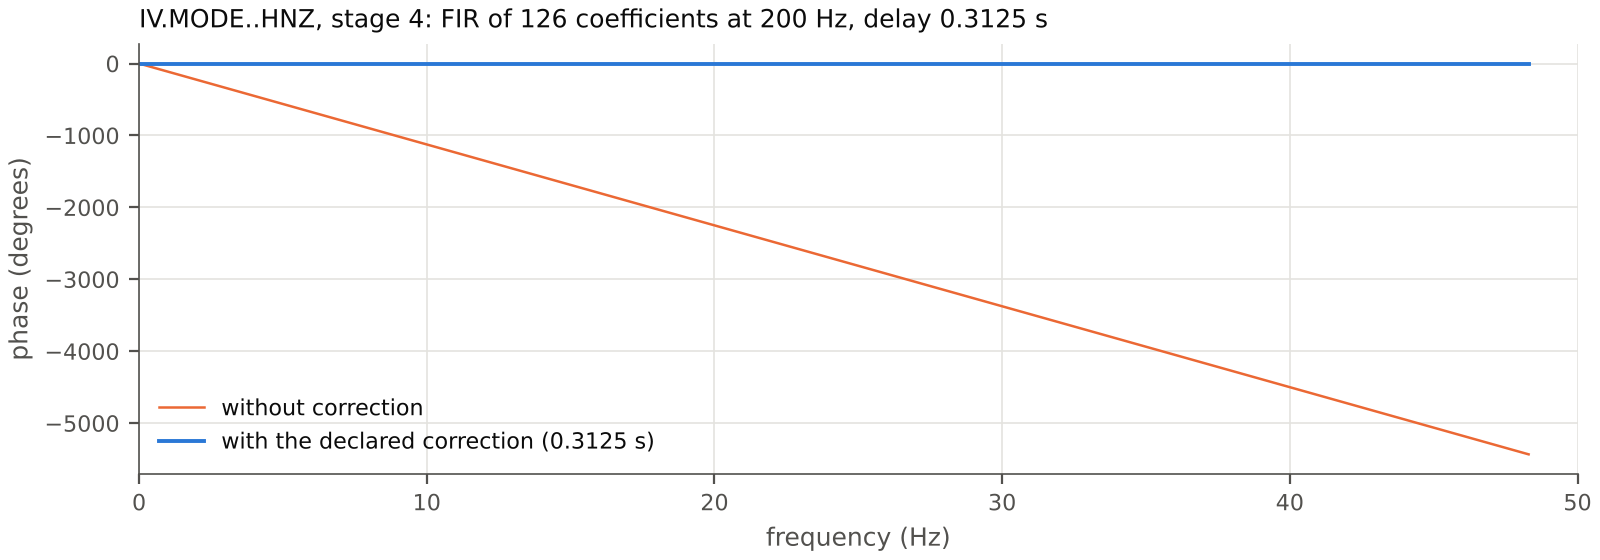 IV.MODE..HNZ, stage 4: FIR of 126 coefficients at 200 Hz, delay 0.3125 s
phase (degrees)
0
−1000
−2000
−3000
−4000
−5000
without correction
with the declared correction (0.3125 s)
0 10 20 30 40 50
frequency (Hz)